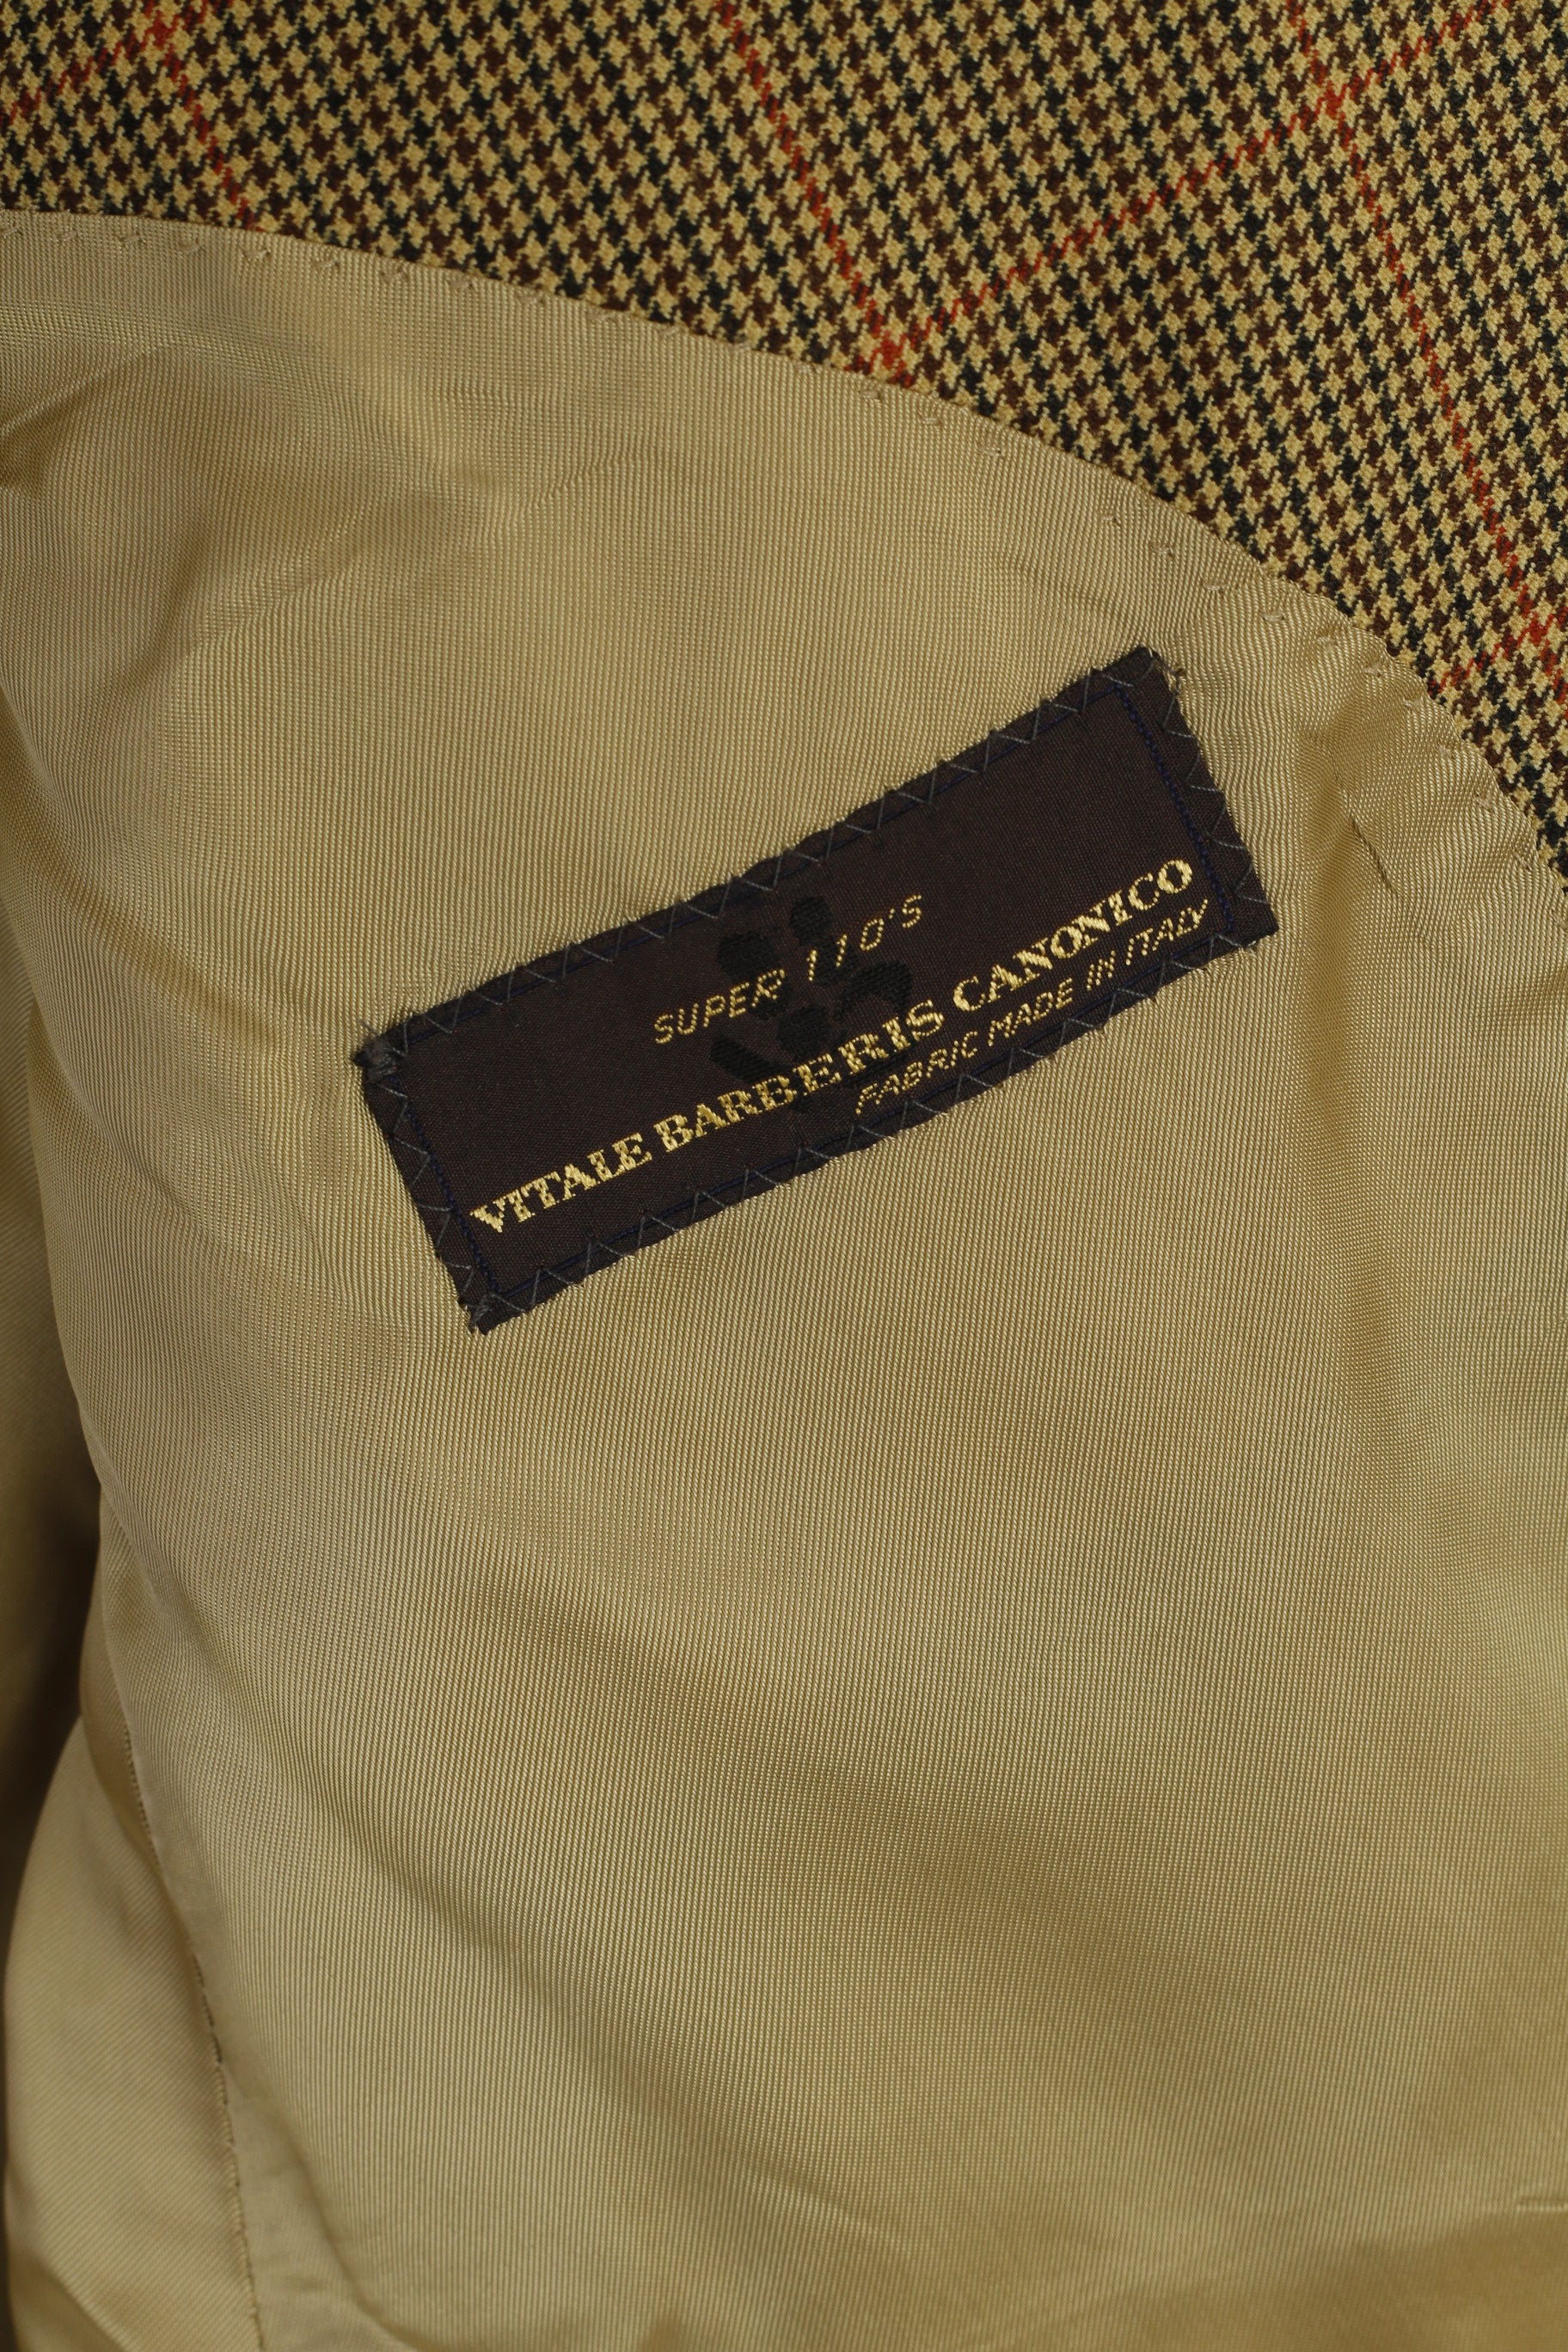 SUPER 110'S
VITALE BARBERIS CANONICO
FABRIC MADE IN ITALY